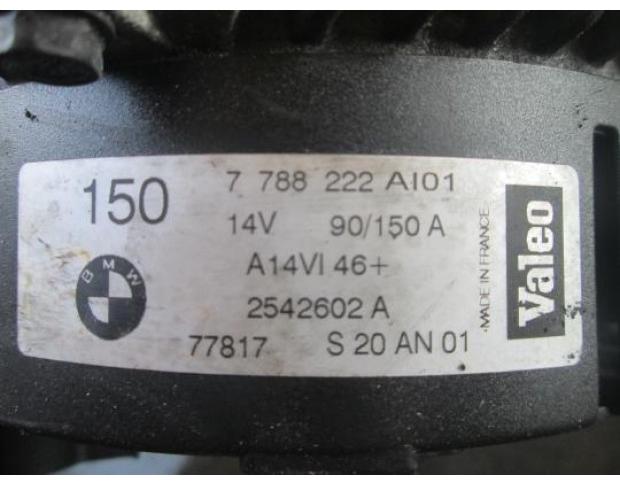 150
7 788 222 AI01
14V 90/150 A
A14VI 46+
2542602 A
77817 S 20 AN 01
BMW
MADE IN FRANCE
Valeo